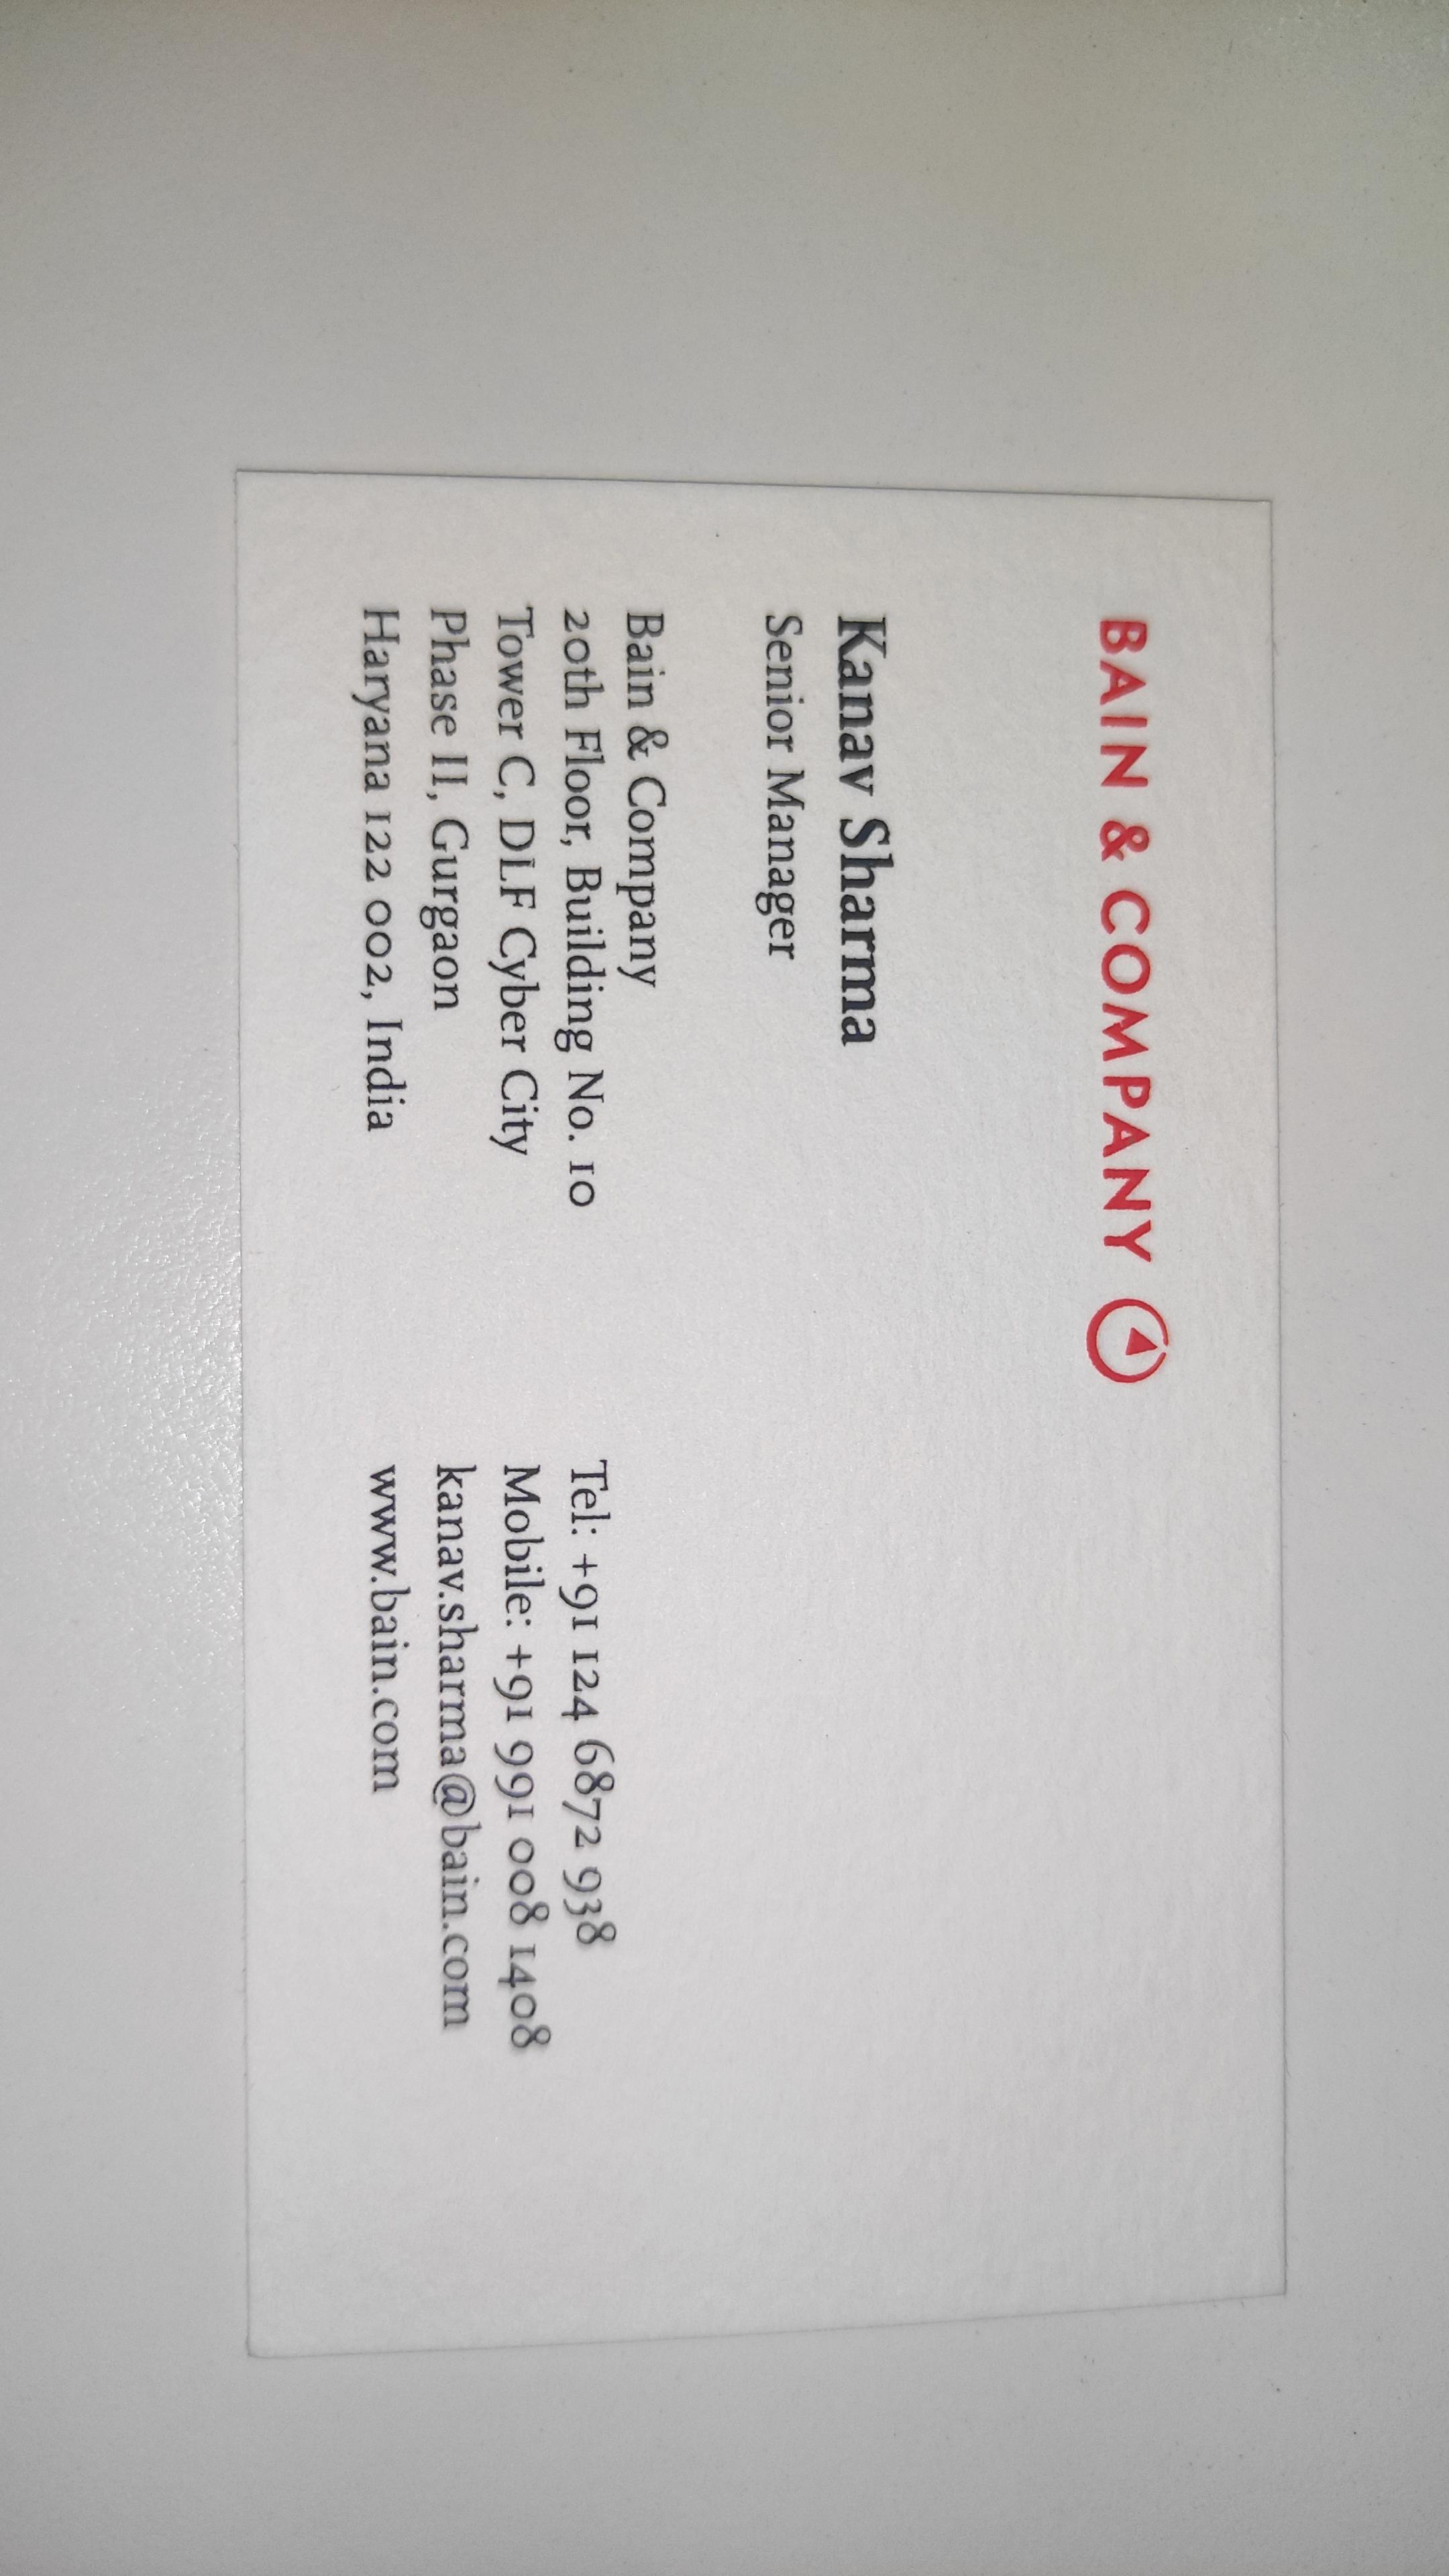 BAIN & COMPANY
Kanav Sharma
Senior Manager
Bain & Company
20th Floor, Building No. 10
Tower C, DLF Cyber City
Phase II, Gurgaon
Haryana 122 002, India
Tel: +91 124 6872 938
Mobile: +91 991 008 1408
kanav.sharma@bain.com
www.bain.com